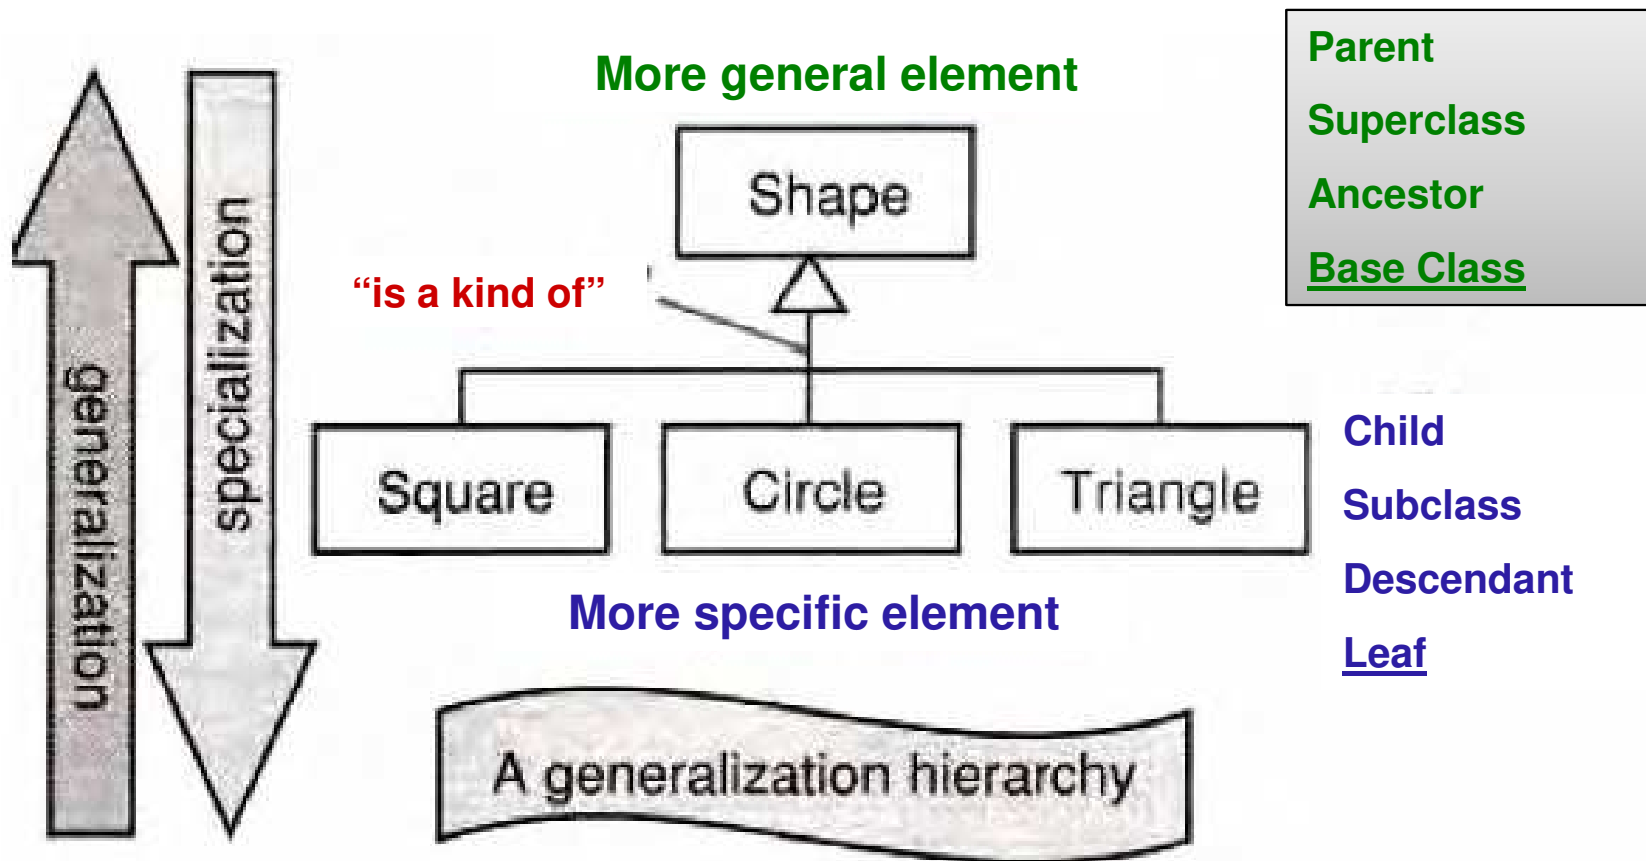 More general element
Parent
Superclass
Ancestor
Base Class
Shape
“is a kind of”
generalization
specialization
Square
Circle
Triangle
Child
Subclass
Descendant
Leaf
More specific element
A generalization hierarchy